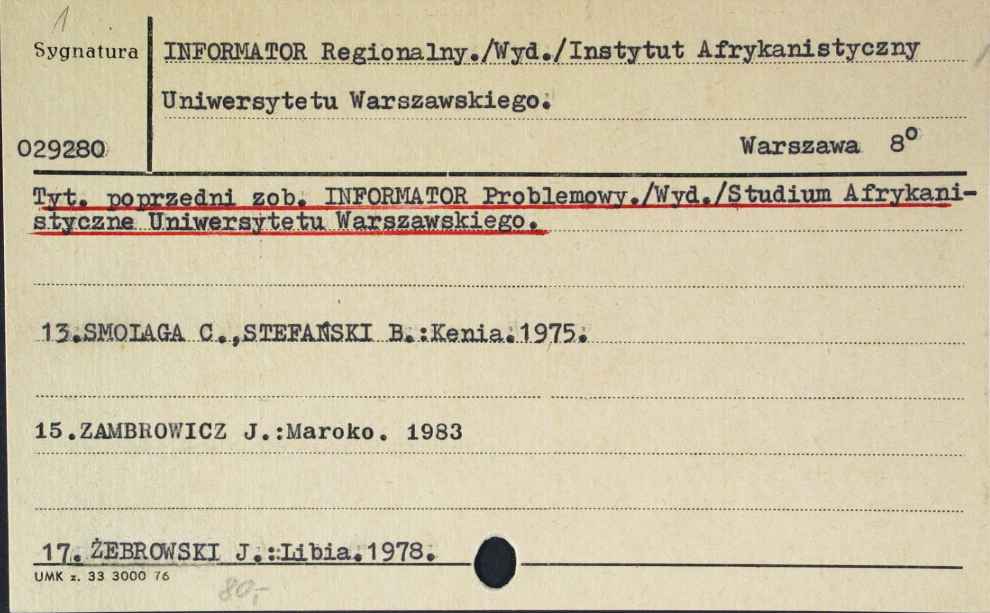 1
Sygnatura
INFORMATOR Regionalny./Wyd./Instytut Afrykanistyczny
Uniwersytetu Warszawskiego.
029280
Warszawa 8⁰
Tyt. poprzedni zob. INFORMATOR Problemowy./Wyd./Studium Afrykani-
styczne Uniwersytetu Warszawskiego.
13.SMOLAGA C.,STEFAŃSKI B.:Kenia.1975.
15.ZAMBROWICZ J.:Maroko. 1983
17. ŻEBROWSKI J.:Libia.1978.
UMK z. 33 3000 76
80,-